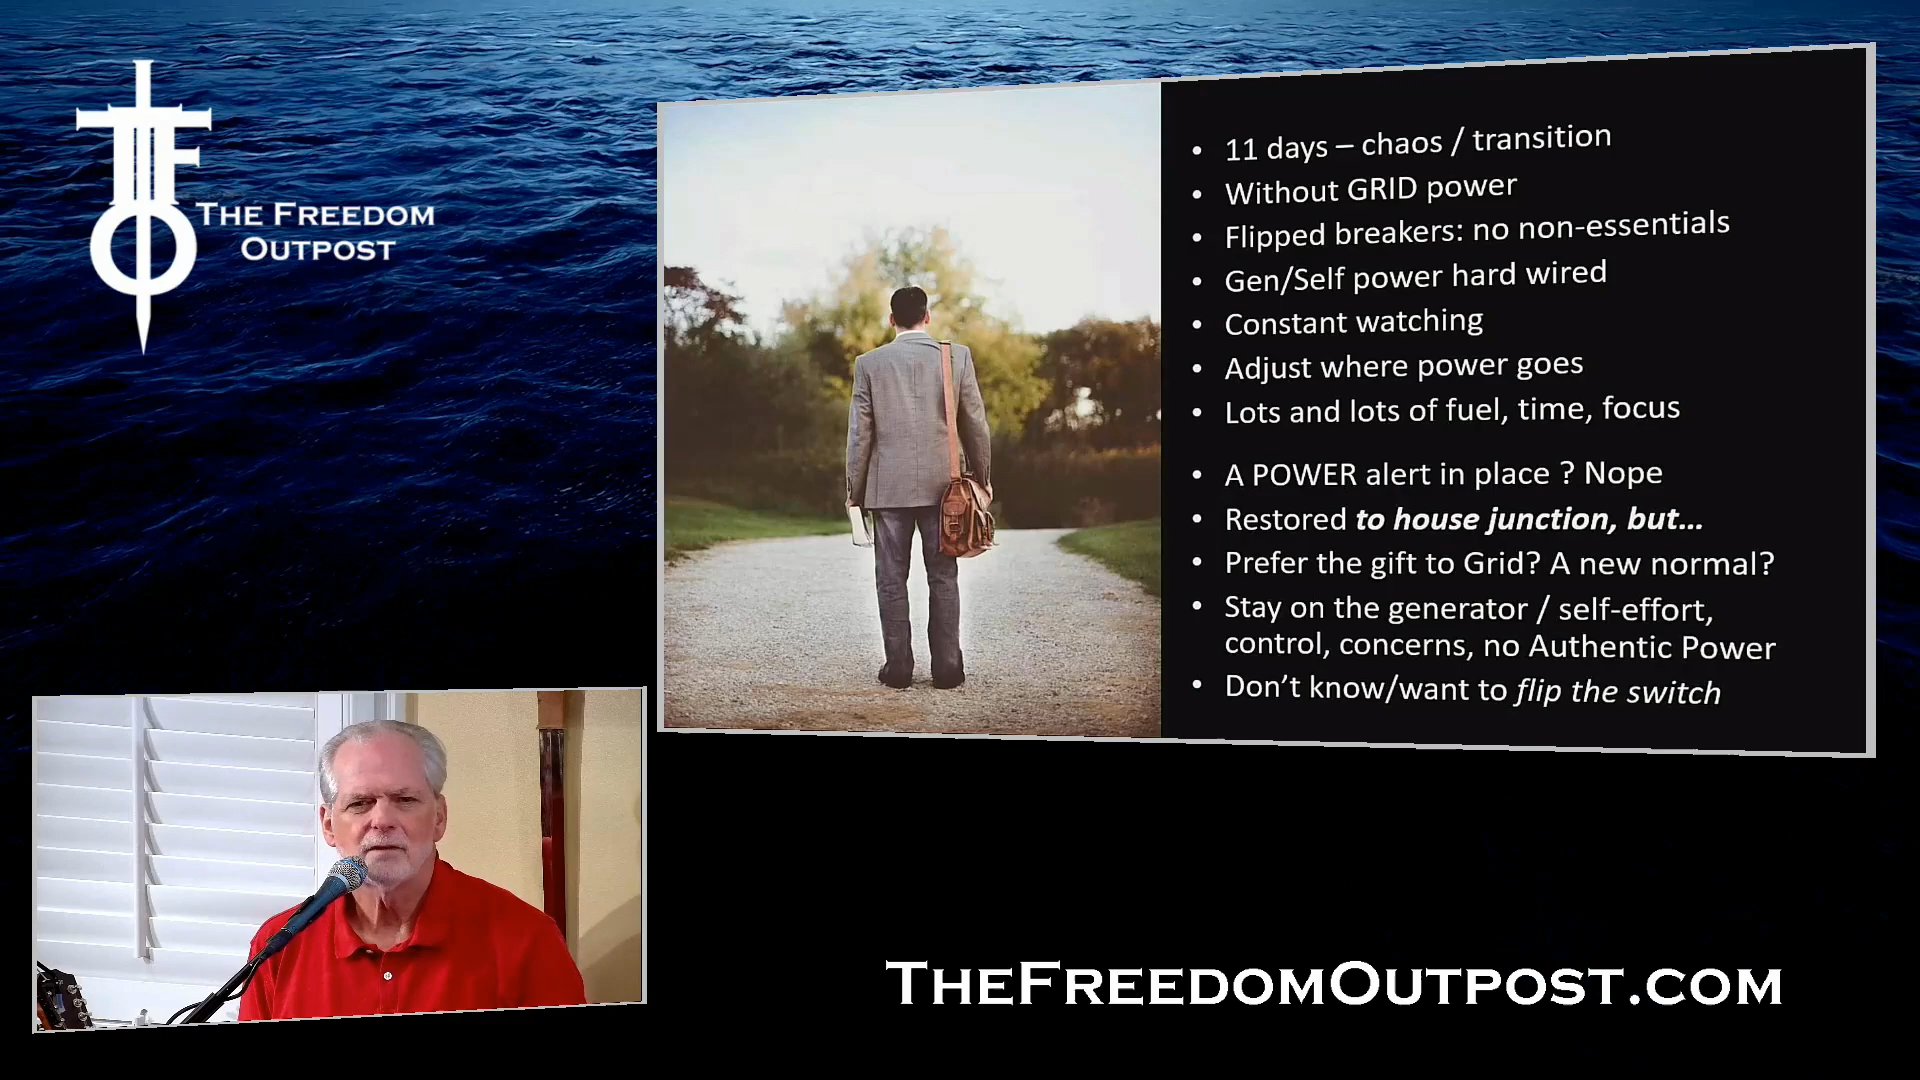 The Freedom
Outpost
• 11 days – chaos / transition
• Without GRID power
• Flipped breakers: no non-essentials
• Gen/Self power hard wired
• Constant watching
• Adjust where power goes
• Lots and lots of fuel, time, focus
• A POWER alert in place ? Nope
• Restored to house junction, but...
• Prefer the gift to Grid? A new normal?
• Stay on the generator / self-effort,
control, concerns, no Authentic Power
• Don't know/want to flip the switch
TheFreedomOutpost.com